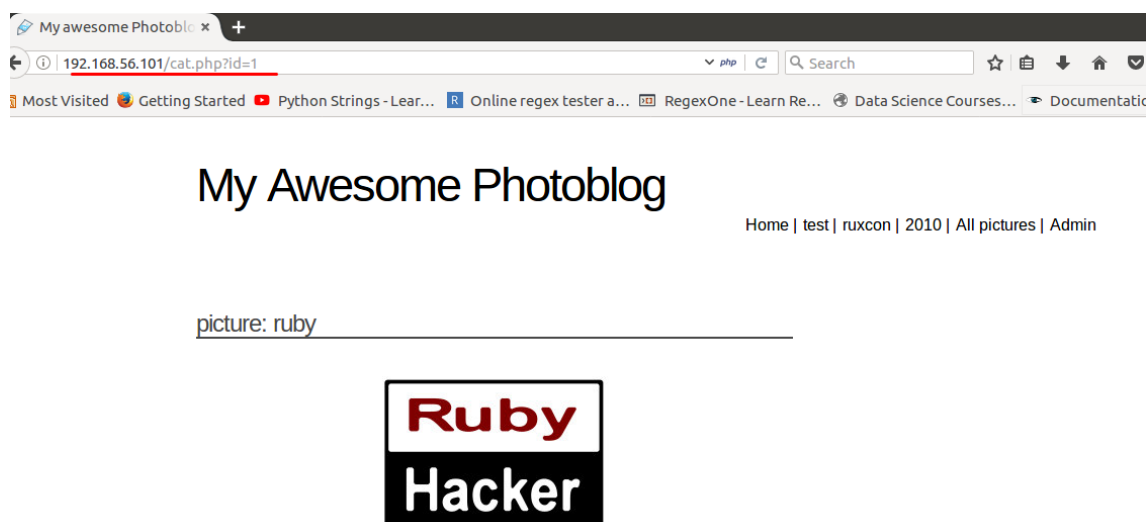 My awesome Photoblo
192.168.56.101/cat.php?id=1
php
Search
Most Visited Getting Started Python Strings - Lear... Online regex tester a... RegexOne - Learn Re... Data Science Courses... Documentatio
My Awesome Photoblog
Home | test | ruxcon | 2010 | All pictures | Admin
picture: ruby
Ruby
Hacker